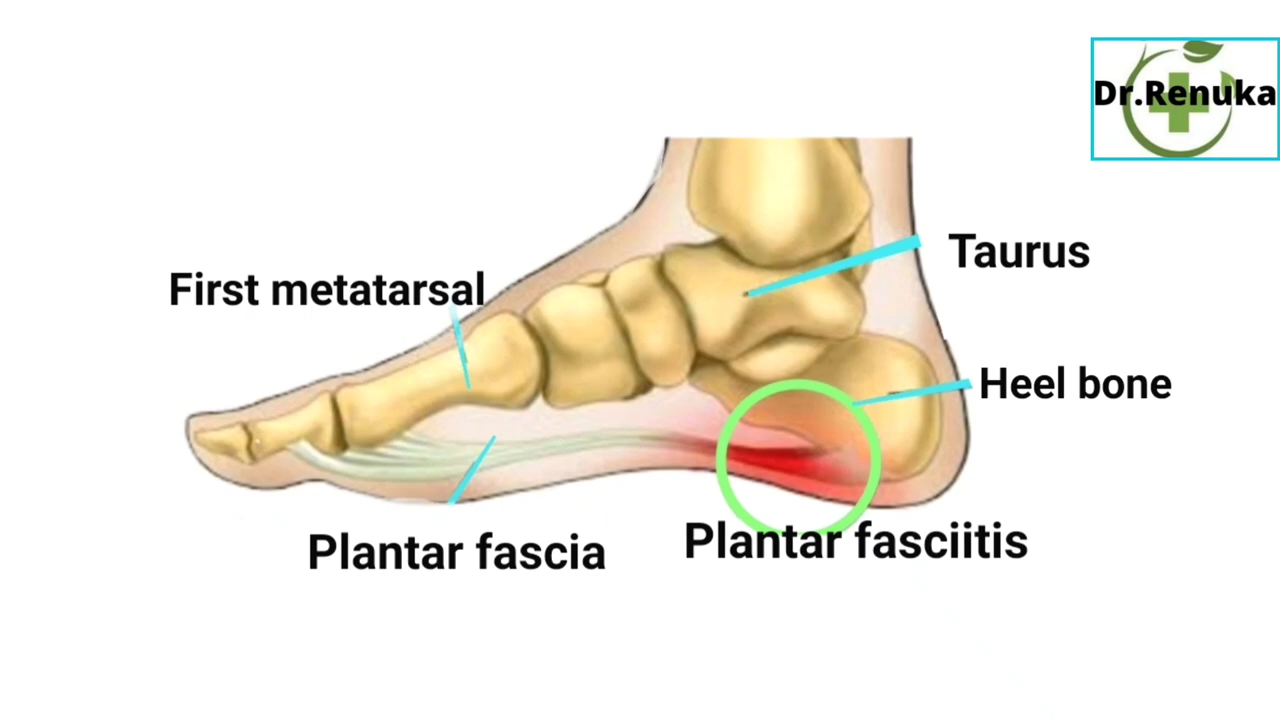 Dr.Renuka
Taurus
First metatarsal
Heel bone
Plantar fascia
Plantar fasciitis